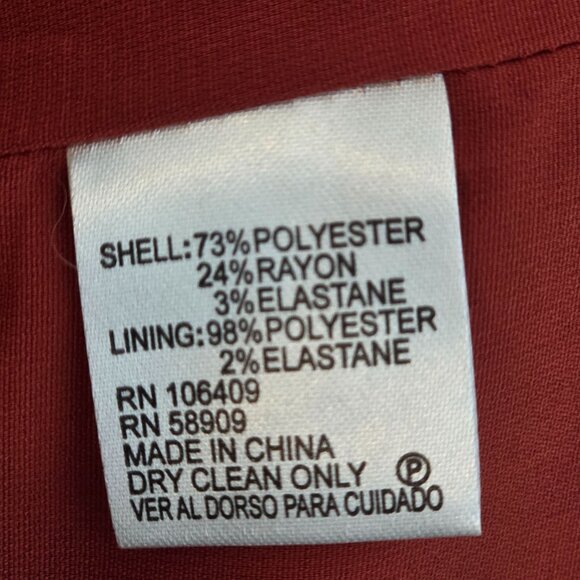 SHELL:73%POLYESTER
24%RAYON
3%ELASTANE
LINING:98%POLYESTER
2%ELASTANE
RN 106409
RN 58909
MADE IN CHINA
DRY CLEAN ONLY Ⓟ
VER AL DORSO PARA CUIDADO